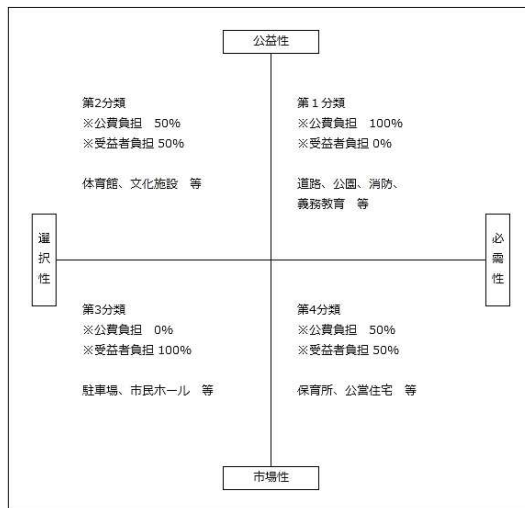 公益性
第2分類
※公費負担　50%
※受益者負担 50%
体育館、文化施設　等
第１分類
※公費負担　100%
※受益者負担 0%
道路、公園、消防、
義務教育　等
選択性
必需性
第3分類
※公費負担　0%
※受益者負担 100%
駐車場、市民ホール　等
第4分類
※公費負担　50%
※受益者負担 50%
保育所、公営住宅　等
市場性